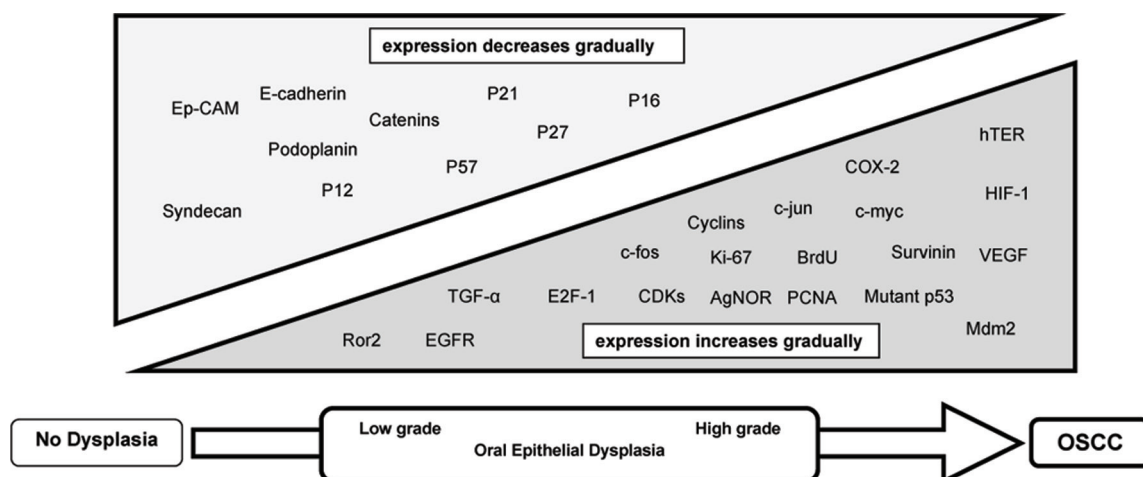 expression decreases gradually
Ep-CAM
E-cadherin
P21
P16
Catenins
P27
Podoplanin
P57
P12
Syndecan
hTER
COX-2
HIF-1
Cyclins
c-jun
c-myc
c-fos
Ki-67
BrdU
Survinin
VEGF
TGF-α
E2F-1
CDKs
AgNOR
PCNA
Mutant p53
Mdm2
Ror2
EGFR
expression increases gradually
No Dysplasia
Low grade
High grade
Oral Epithelial Dysplasia
OSCC